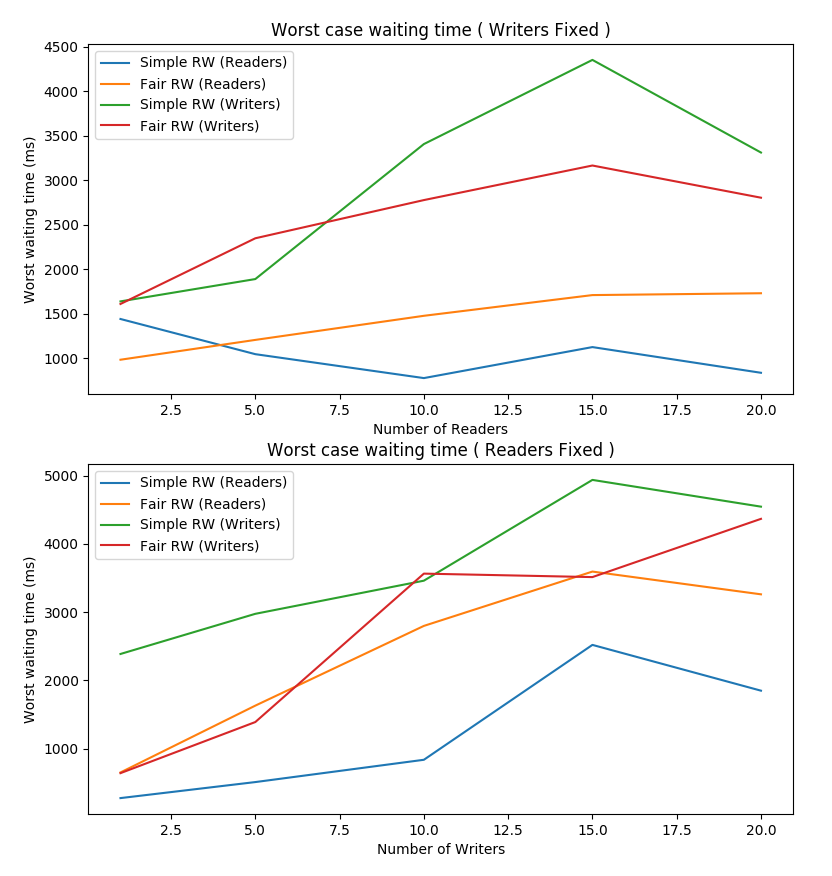 Worst case waiting time ( Writers Fixed )
4500
4000
3500
3000
2500
2000
1500
1000
Worst waiting time (ms)
Simple RW (Readers)
Fair RW (Readers)
Simple RW (Writers)
Fair RW (Writers)
2.5 5.0 7.5 10.0 12.5 15.0 17.5 20.0
Number of Readers
Worst case waiting time ( Readers Fixed )
5000
4000
3000
2000
1000
Worst waiting time (ms)
Simple RW (Readers)
Fair RW (Readers)
Simple RW (Writers)
Fair RW (Writers)
2.5 5.0 7.5 10.0 12.5 15.0 17.5 20.0
Number of Writers